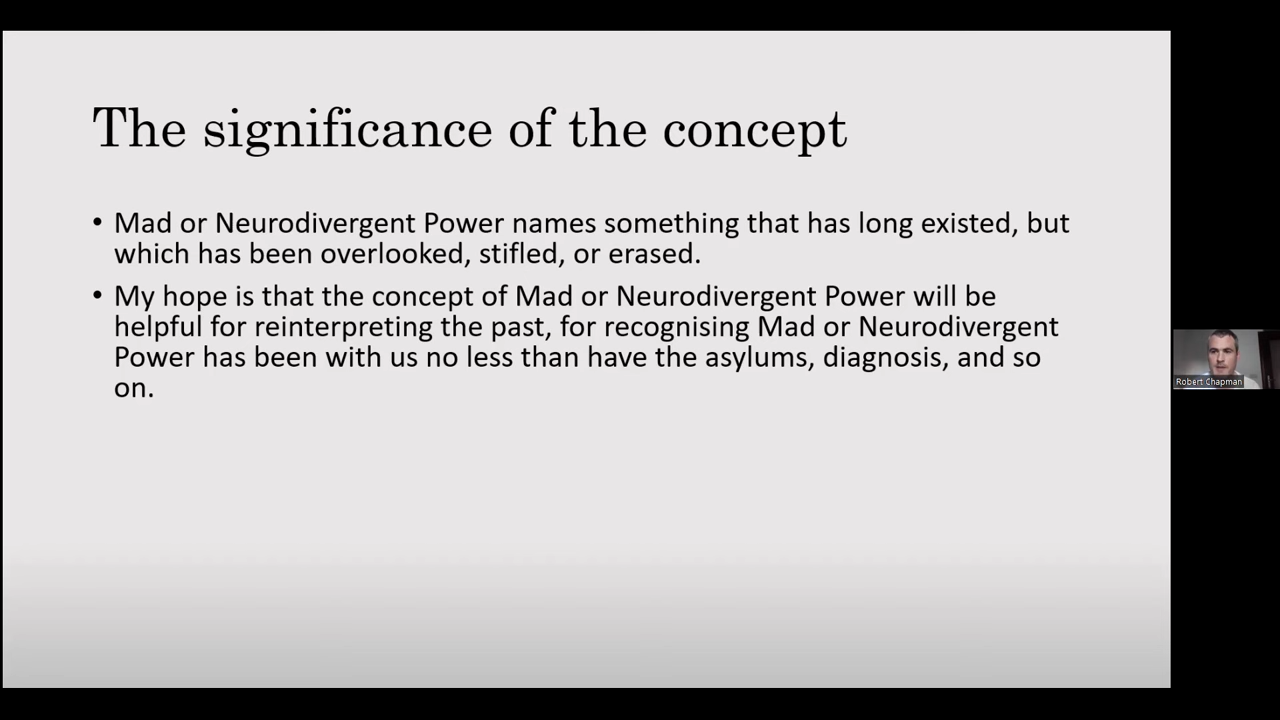 The significance of the concept
• Mad or Neurodivergent Power names something that has long existed, but
which has been overlooked, stifled, or erased.
• My hope is that the concept of Mad or Neurodivergent Power will be
helpful for reinterpreting the past, for recognising Mad or Neurodivergent
Power has been with us no less than have the asylums, diagnosis, and so
on.
Robert Chapman